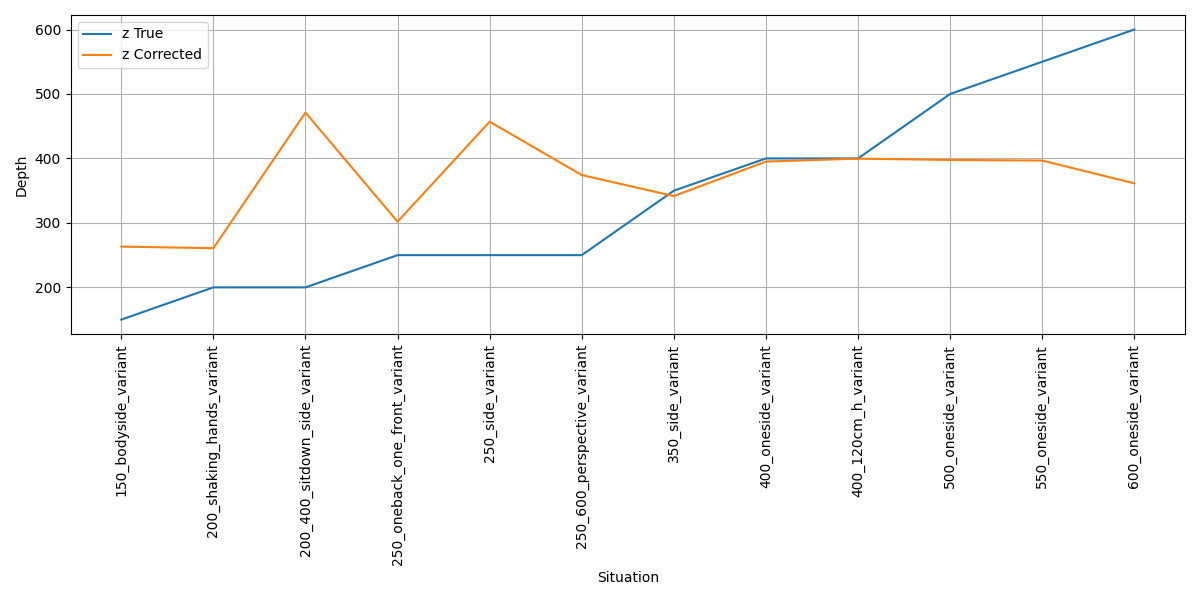 z True
z Corrected
600
500
400
300
200
Depth
150_bodyside_variant
200_shaking_hands_variant
200_400_sitdown_side_variant
250_oneback_one_front_variant
250_side_variant
250_600_perspective_variant
350_side_variant
400_oneside_variant
400_120cm_h_variant
500_oneside_variant
550_oneside_variant
600_oneside_variant
Situation